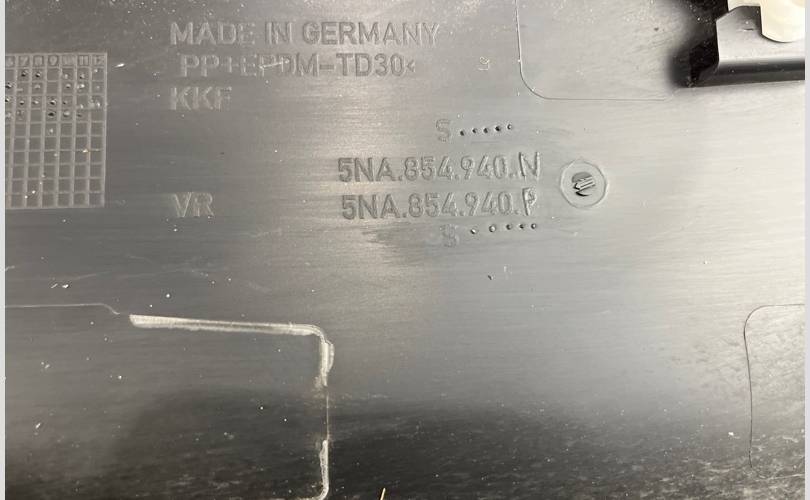 MADE IN GERMANY
PP+EPDM-TD30<
KKF
S.....
5NA.854.940.N
VR
5NA.854.940.P
S.....